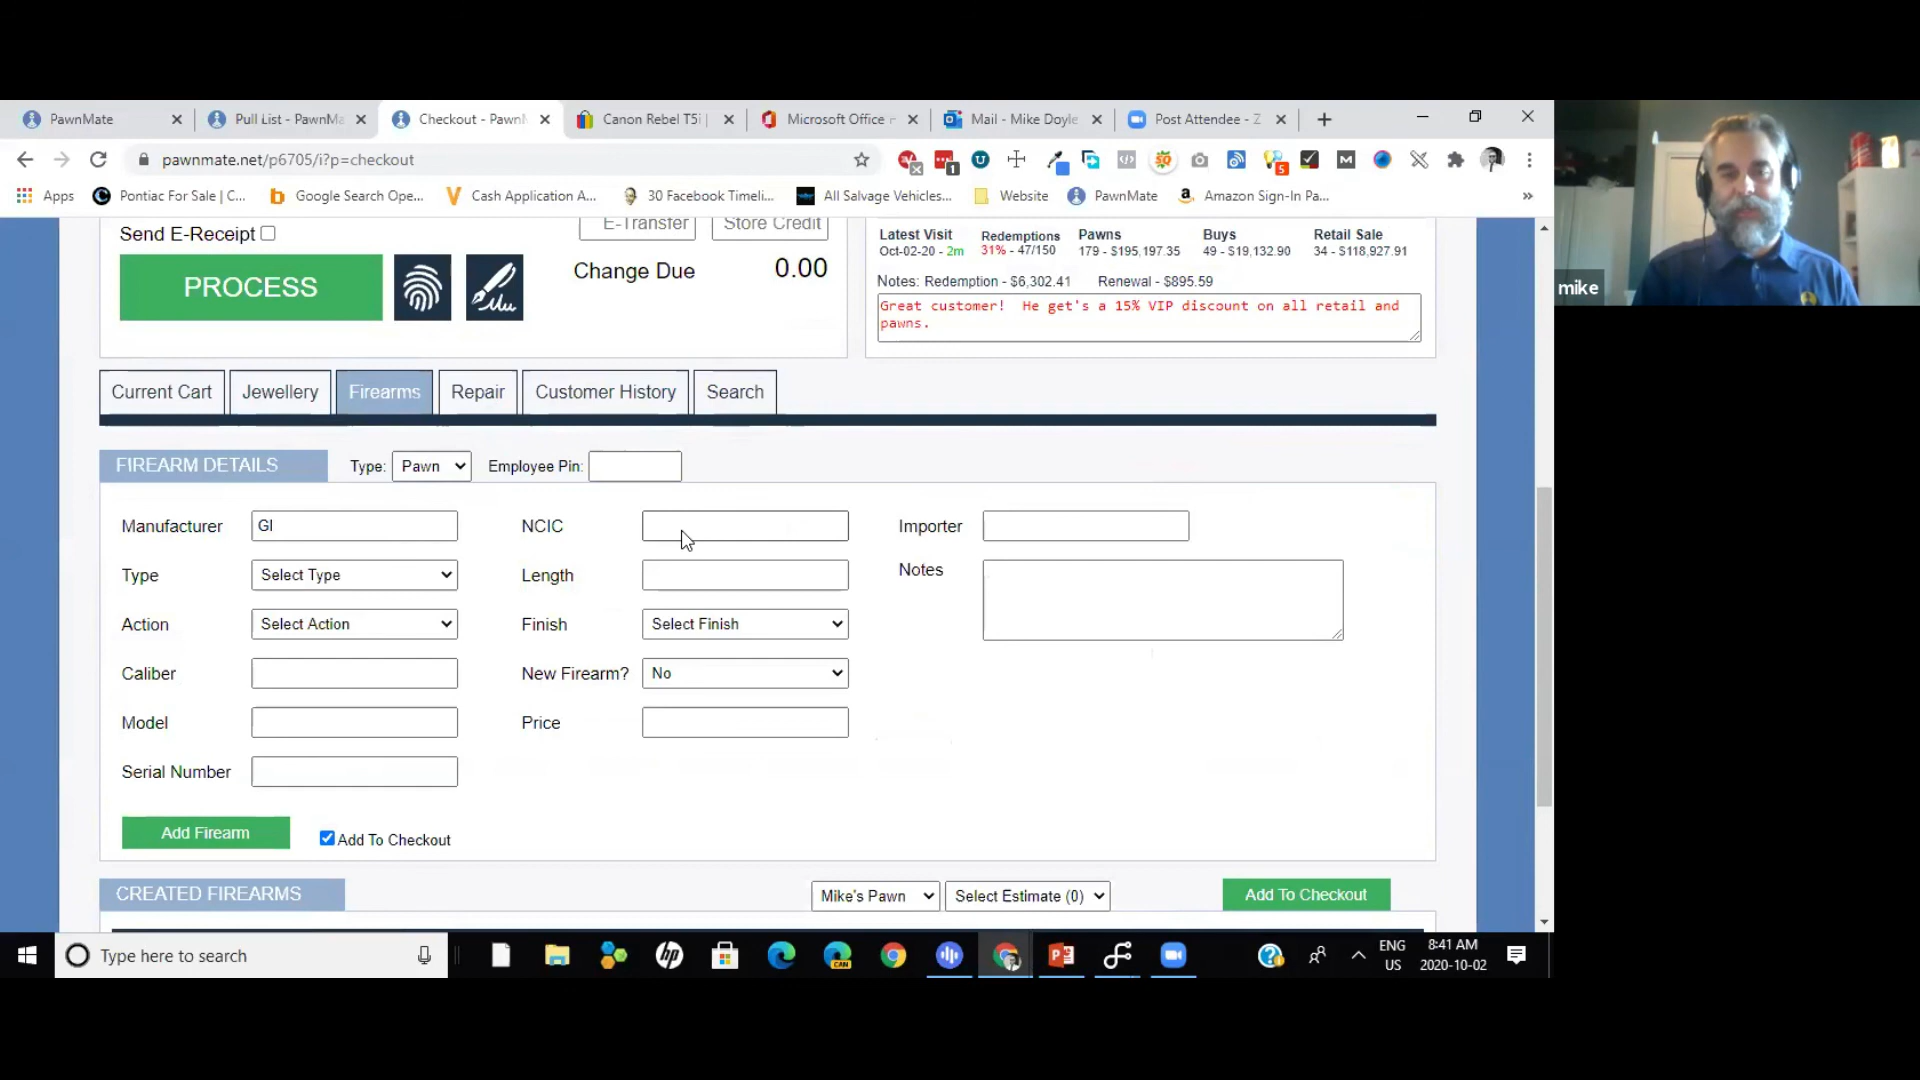 PawnMate
Pull List - PawnMa
Checkout - Pawn
Canon Rebel T5i |
Microsoft Office
Mail - Mike Doyle
Post Attendee - Z
pawnmate.net/p6705/i?p=checkout
Apps
Pontiac For Sale | C...
Google Search Ope...
Cash Application A...
30 Facebook Timeli...
All Salvage Vehicles...
Website
PawnMate
Amazon Sign-In Pa...
»
mike
Send E-Receipt
E-Transfer
Store Credit
PROCESS
Change Due
0.00
Latest Visit
Redemptions
Pawns
Buys
Retail Sale
Oct-02-20 - 2m
31% - 47/150
179 - $195,197.35
49 - $19,132.90
34 - $118,927.91
Notes: Redemption - $6,302.41
Renewal - $895.59
Great customer! He get's a 15% VIP discount on all retail and
pawns.
Current Cart
Jewellery
Firearms
Repair
Customer History
Search
FIREARM DETAILS
Type:
Pawn
Employee Pin:
Manufacturer
Gl
NCIC
Importer
Type
Select Type
Length
Notes
Action
Select Action
Finish
Select Finish
Caliber
New Firearm?
No
Model
Price
Serial Number
Add Firearm
Add To Checkout
CREATED FIREARMS
Mike's Pawn
Select Estimate (0)
Add To Checkout
Type here to search
ENG
US
8:41 AM
2020-10-02